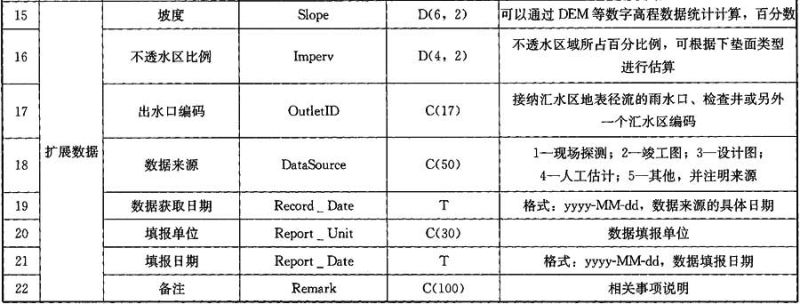 15 坡度 Slope D(6，2) 可以通过 DEM 等数字高程数据统计计算，百分数
16 不透水区比例 Imperv D(4，2) 不透水区域所占百分比例，可根据下垫面类型
进行估算
17 出水口编码 OutletID C(17) 接纳汇水区地表径流的雨水口、检查井或另外
一个汇水区编码
扩展数据
18 数据来源 DataSource C(50) 1—现场探测；2—竣工图；3—设计图；
4—人工估计；5—其他，并注明来源
19 数据获取日期 Record_Date T 格式：yyyy-MM-dd，数据来源的具体日期
20 填报单位 Report_Unit C(30) 数据填报单位
21 填报日期 Report_Date T 格式：yyyy-MM-dd，数据填报日期
22 备注 Remark C(100) 相关事项说明